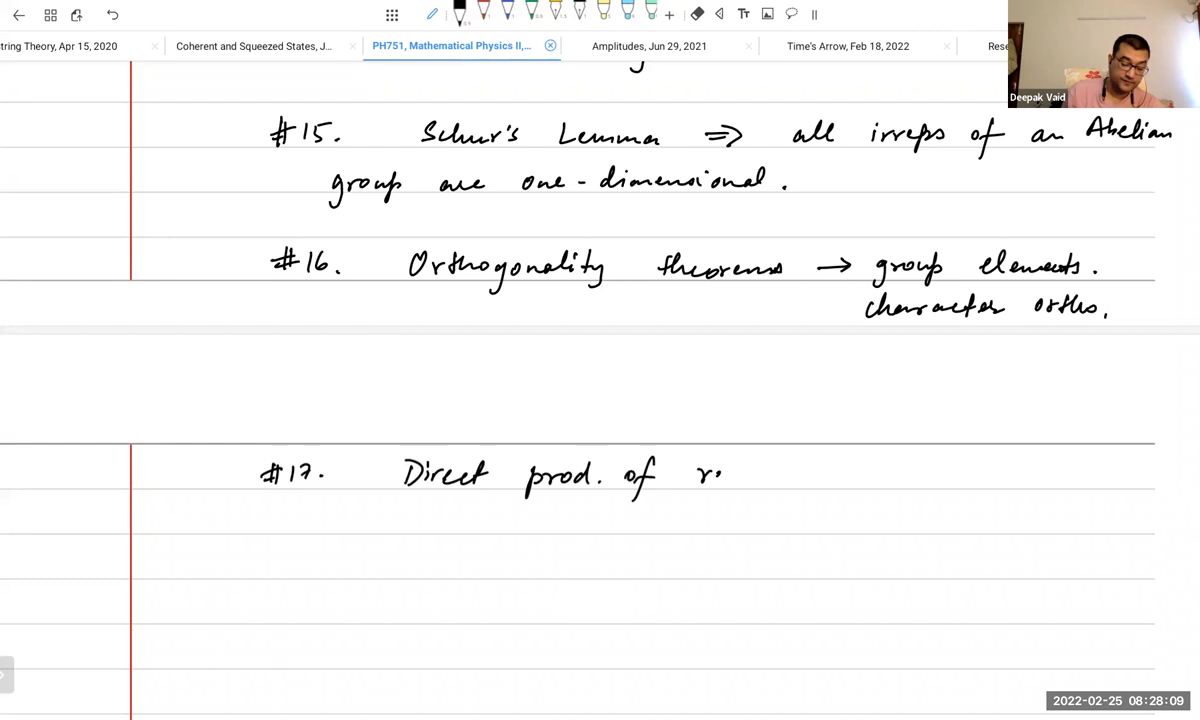 tring Theory, Apr 15, 2020
Coherent and Squeezed States, J...
PH751, Mathematical Physics II,...
Amplitudes, Jun 29, 2021
Time's Arrow, Feb 18, 2022
Rese
Deepak Vaid
#15. Schur's Lemma ⇒ all irreps of an Abelian
group are one-dimensional.
#16. Orthogonality theorems → group elements.
character ortho.
#17. Direct prod. of r.
2022-02-25 08:28:09